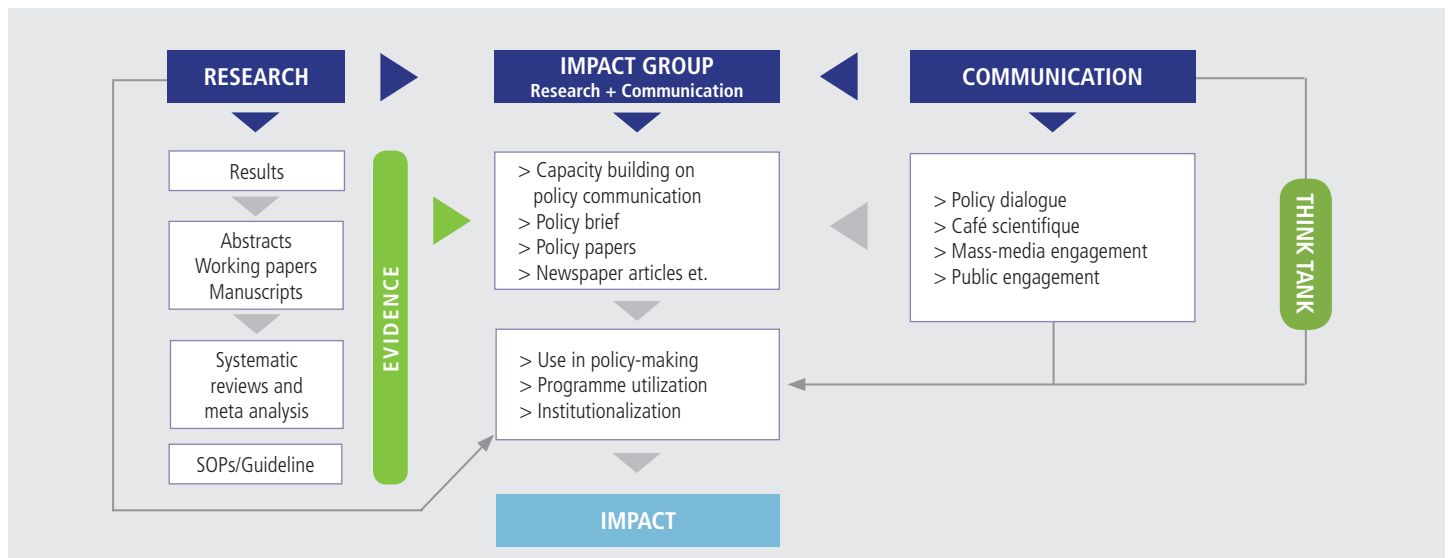 RESEARCH
Results
Abstracts
Working papers
Manuscripts
Systematic
reviews and
meta analysis
SOPs/Guideline
EVIDENCE
IMPACT GROUP
Research + Communication
> Capacity building on
policy communication
> Policy brief
> Policy papers
> Newspaper articles et.
> Use in policy-making
> Programme utilization
> Institutionalization
IMPACT
COMMUNICATION
> Policy dialogue
> Café scientifique
> Mass-media engagement
> Public engagement
THINK TANK